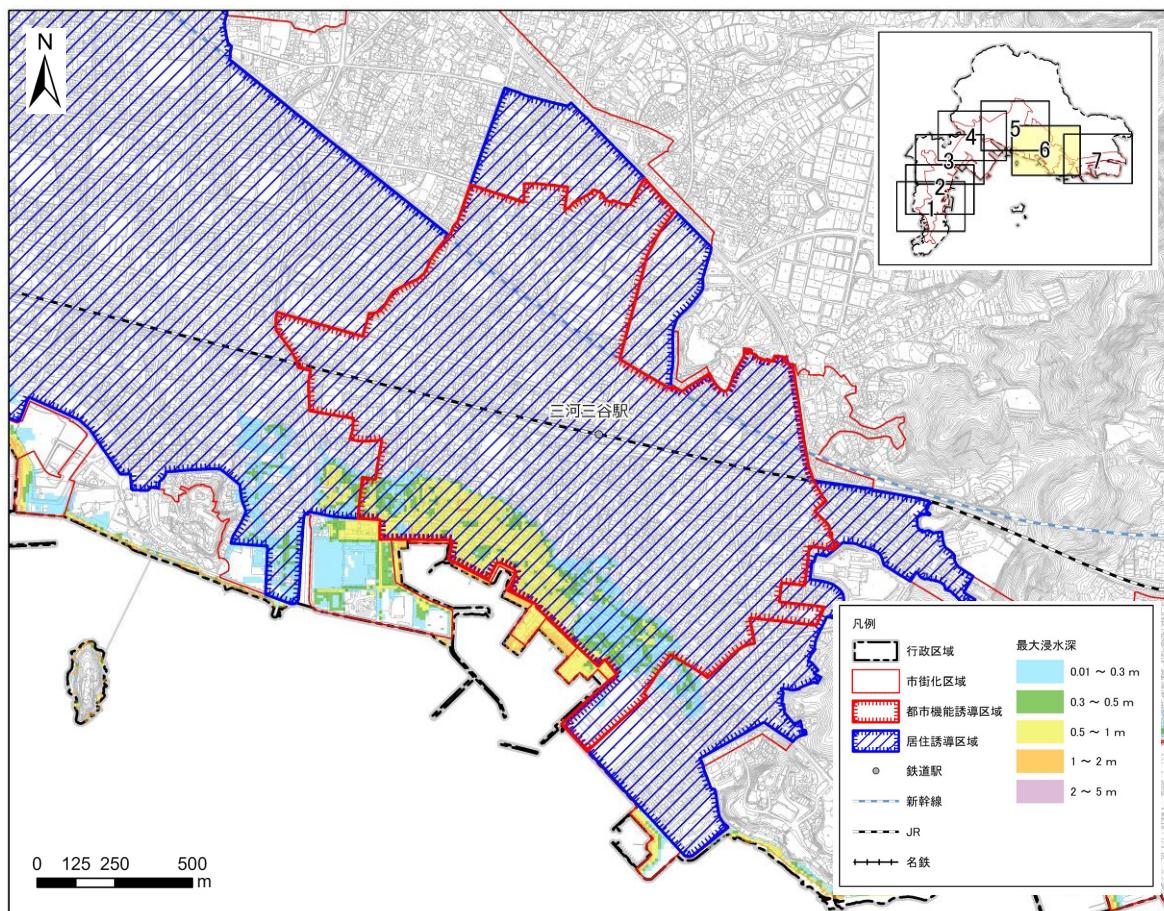 N
4
5
6
7
3
2
1
三河三谷駅
0 125 250 500
m
凡例
行政区域
市街化区域
都市機能誘導区域
居住誘導区域
鉄道駅
新幹線
JR
名鉄
最大浸水深
0.01 ～ 0.3 m
0.3 ～ 0.5 m
0.5 ～ 1 m
1 ～ 2 m
2 ～ 5 m